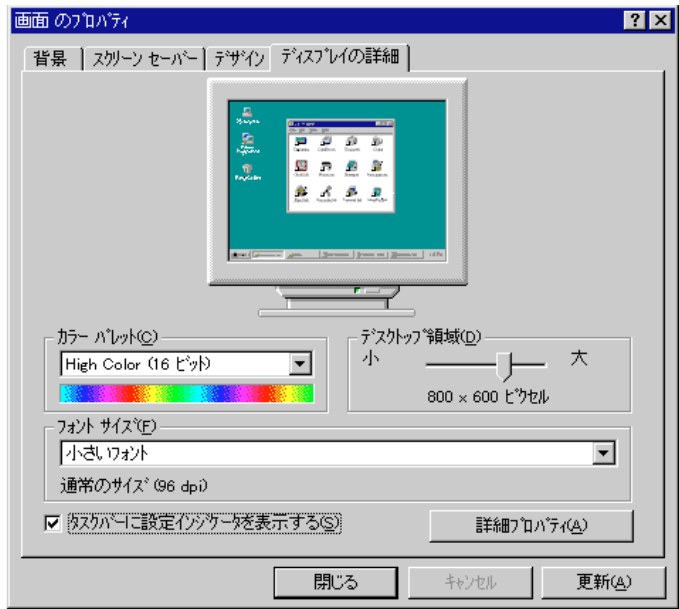 画面 のプロパティ
背景 スクリーン セーバー デザイン ディスプレイの詳細
カラー パレット(C)
High Color (16 ビット)
デスクトップ領域(D)
小 大
800 × 600 ピクセル
フォント サイズ(F)
小さいフォント
通常のサイズ (96 dpi)
タスクバーに設定インジケータを表示する(S)
詳細プロパティ(A)
閉じる キャンセル 更新(A)